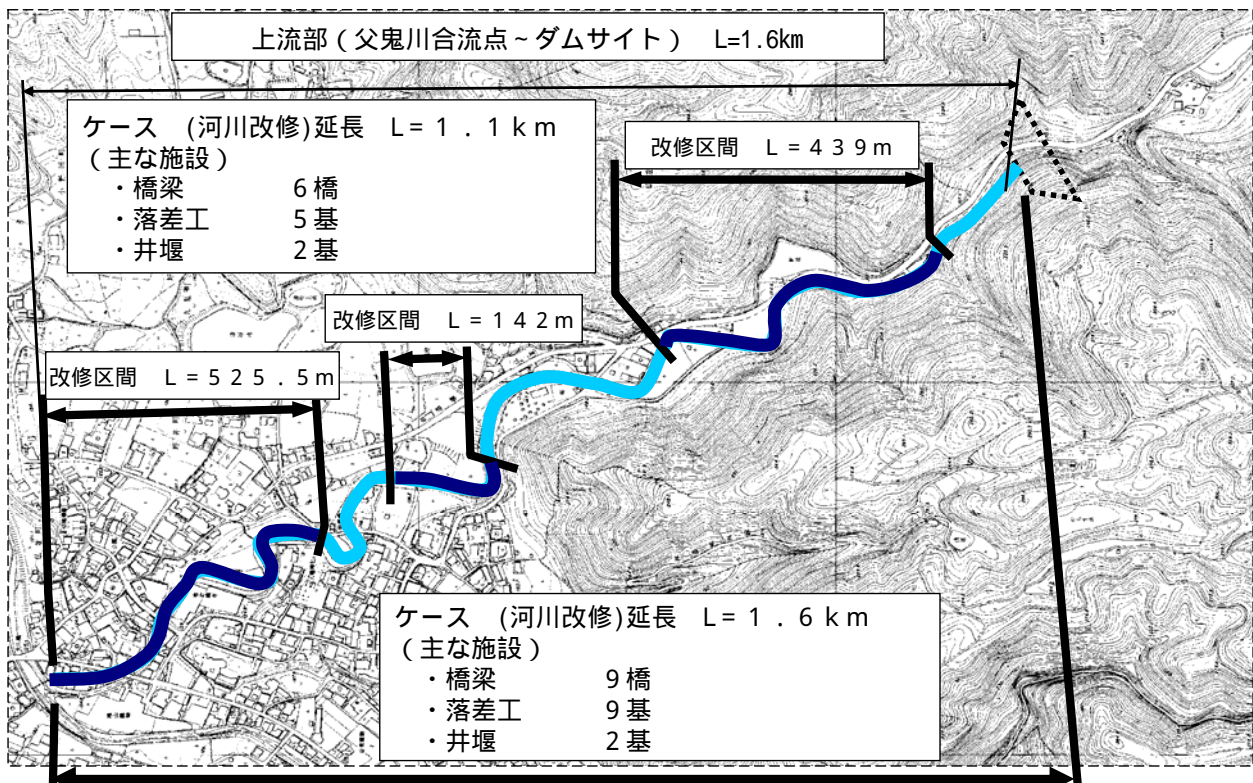 上流部（父鬼川合流点～ダムサイト） L=1.6km
ケース　(河川改修)延長　L=１．１ｋｍ
（主な施設）
・橋梁　６橋
・落差工　５基
・井堰　２基
改修区間　L=４３９m
改修区間　L=１４２m
改修区間　L=５２５．５m
ケース　(河川改修)延長　L=１．６ｋｍ
（主な施設）
・橋梁　９橋
・落差工　９基
・井堰　２基